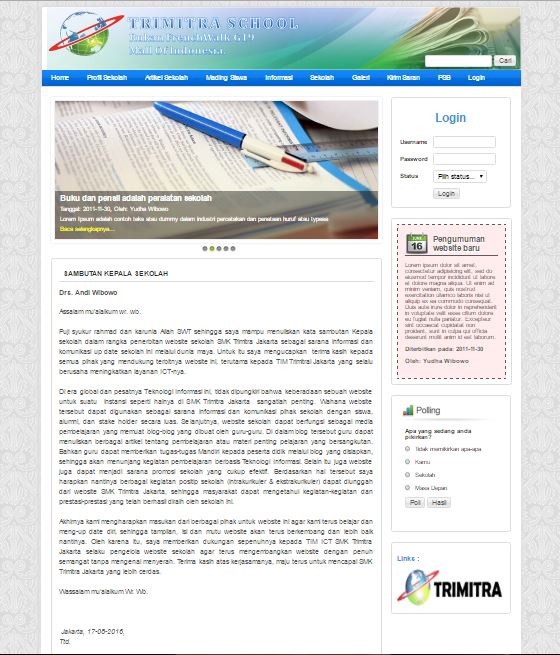 TRIMITRA SCHOOL
Rukan FrenchWalk G19
Mall Of Indonesia.
Cari
Home Profil Sekolah Artikel Sekolah Mading Siswa Informasi Sekolah Galeri Kirim Saran PSB Login
Buku dan pensil adalah peralatan sekolah
Tanggal: 2011-11-30, Oleh: Yudha Wibowo
Lorem Ipsum adalah contoh teks atau dummy dalam industri percetakan dan penataan huruf atau typese
Baca selengkapnya...
SAMBUTAN KEPALA SEKOLAH
Drs. Andi Wibowo
Assalam mu'alaikum wr. wb.
Puji syukur rahmad dan karunia Allah SWT sehingga saya mampu menuliskan kata sambutan Kepala
sekolah dalam rangka penerbitan website sekolah SMK Trimitra Jakarta sebagai sarana informasi dan
komunikasi up date sekolah ini melalui dunia maya. Untuk itu saya mengucapkan terima kasih kepada
semua pihak yang mendukung terbitnya website ini, terutama kepada TIM Trimitral Jakarta yang selalu
berusaha meningkatkan layanan ICT-nya.
Di era global dan pesatnya Teknologi Informasi ini, tidak dipungkiri bahwa keberadaan sebuah website
untuk suatu instansi seperti halnya di SMK Trimitra Jakarta sangatlah penting. Wahana website
tersebut dapat digunakan sebagai sarana informasi dan komunikasi pihak sekolah dengan siswa,
alumni, dan stake holder secara luas. Selanjutnya, website sekolah dapat berfungsi sebagai media
pembelajaran yang memuat blog-blog yang dibuat oleh guru-guru. Di dalam blog tersebut guru dapat
menuliskan berbagai artikel tentang pembelajaran atau materi penting pelajaran yang bersangkutan.
Bahkan guru dapat memberikan tugas-tugas Mandiri kepada peserta didik melalui blog yang disiapkan,
sehingga akan menunjang kegiatan pembelajaran berbasis Teknologi Informasi. Selain itu juga website
juga dapat menjadi sarana promosi sekolah yang cukup efektif. Berdasarkan hal tersebut saya
harapkan nantinya berbagai kegiatan positip sekolah (intrakurikuler & ekstrakurikuler) dapat diunggah
dari website SMK Trimitra Jakarta, sehingga masyarakat dapat mengetahui kegiatan-kegiatan dan
prestasi-prestasi yang telah berhasil diraih oleh sekolah ini.
Akhirnya kami mengharapkan masukan dari berbagai pihak untuk website ini agar kami terus belajar dan
meng-up date diri, sehingga tampilan, isi dan mutu website akan terus berkembang dan lebih baik
nantinya. Oleh karena itu, saya memberikan dukungan sepenuhnya kepada TIM ICT SMK Trimitra
Jakarta selaku pengelola website sekolah agar terus mengembangkan website dengan penuh
semangat tanpa mengenal menyerah. Terima kasih atas kerjasamanya, maju terus untuk mencapai SMK
Trimitra Jakarta yang lebih cerdas.
Wassalam mu'alaikum Wr. Wb.
Jakarta, 17-06-2016,
Ttd.
Login
Username
Password
Status Pilih status...
Login
16
Pengumuman
website baru
Lorem ipsum dolor sit amet,
consectetur adipisicing elit, sed do
eiusmod tempor incididunt ut labore
et dolore magna aliqua. Ut enim ad
minim veniam, quis nostrud
exercitation ullamco laboris nisi ut
aliquip ex ea commodo consequat.
Duis aute irure dolor in reprehenderit
in voluptate velit esse cillum dolore
eu fugiat nulla pariatur. Excepteur
sint occaecat cupidatat non
proident, sunt in culpa qui officia
deserunt mollit anim id est laborum.
Diterbitkan pada: 2011-11-30
Oleh: Yudha Wibowo
Polling
Apa yang sedang anda
pikirkan?
Tidak memikirkan apa-apa
Kamu
Sekolah
Masa Depan
Poll Hasil
Links :
TRIMITRA